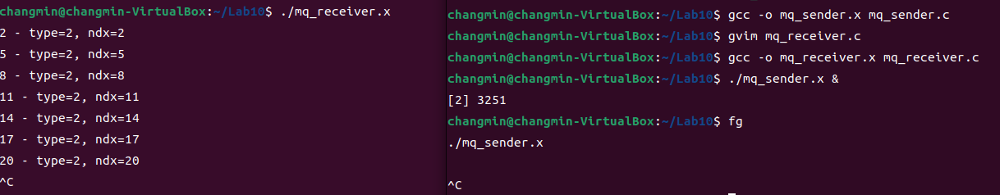 changmin@changmin-VirtualBox:~/Lab10$ ./mq_receiver.x
2 - type=2, ndx=2
5 - type=2, ndx=5
8 - type=2, ndx=8
11 - type=2, ndx=11
14 - type=2, ndx=14
17 - type=2, ndx=17
20 - type=2, ndx=20
^C
changmin@changmin-VirtualBox:~/Lab10$ gcc -o mq_sender.x mq_sender.c
changmin@changmin-VirtualBox:~/Lab10$ gvim mq_receiver.c
changmin@changmin-VirtualBox:~/Lab10$ gcc -o mq_receiver.x mq_receiver.c
changmin@changmin-VirtualBox:~/Lab10$ ./mq_sender.x &
[2] 3251
changmin@changmin-VirtualBox:~/Lab10$ fg
./mq_sender.x
^C